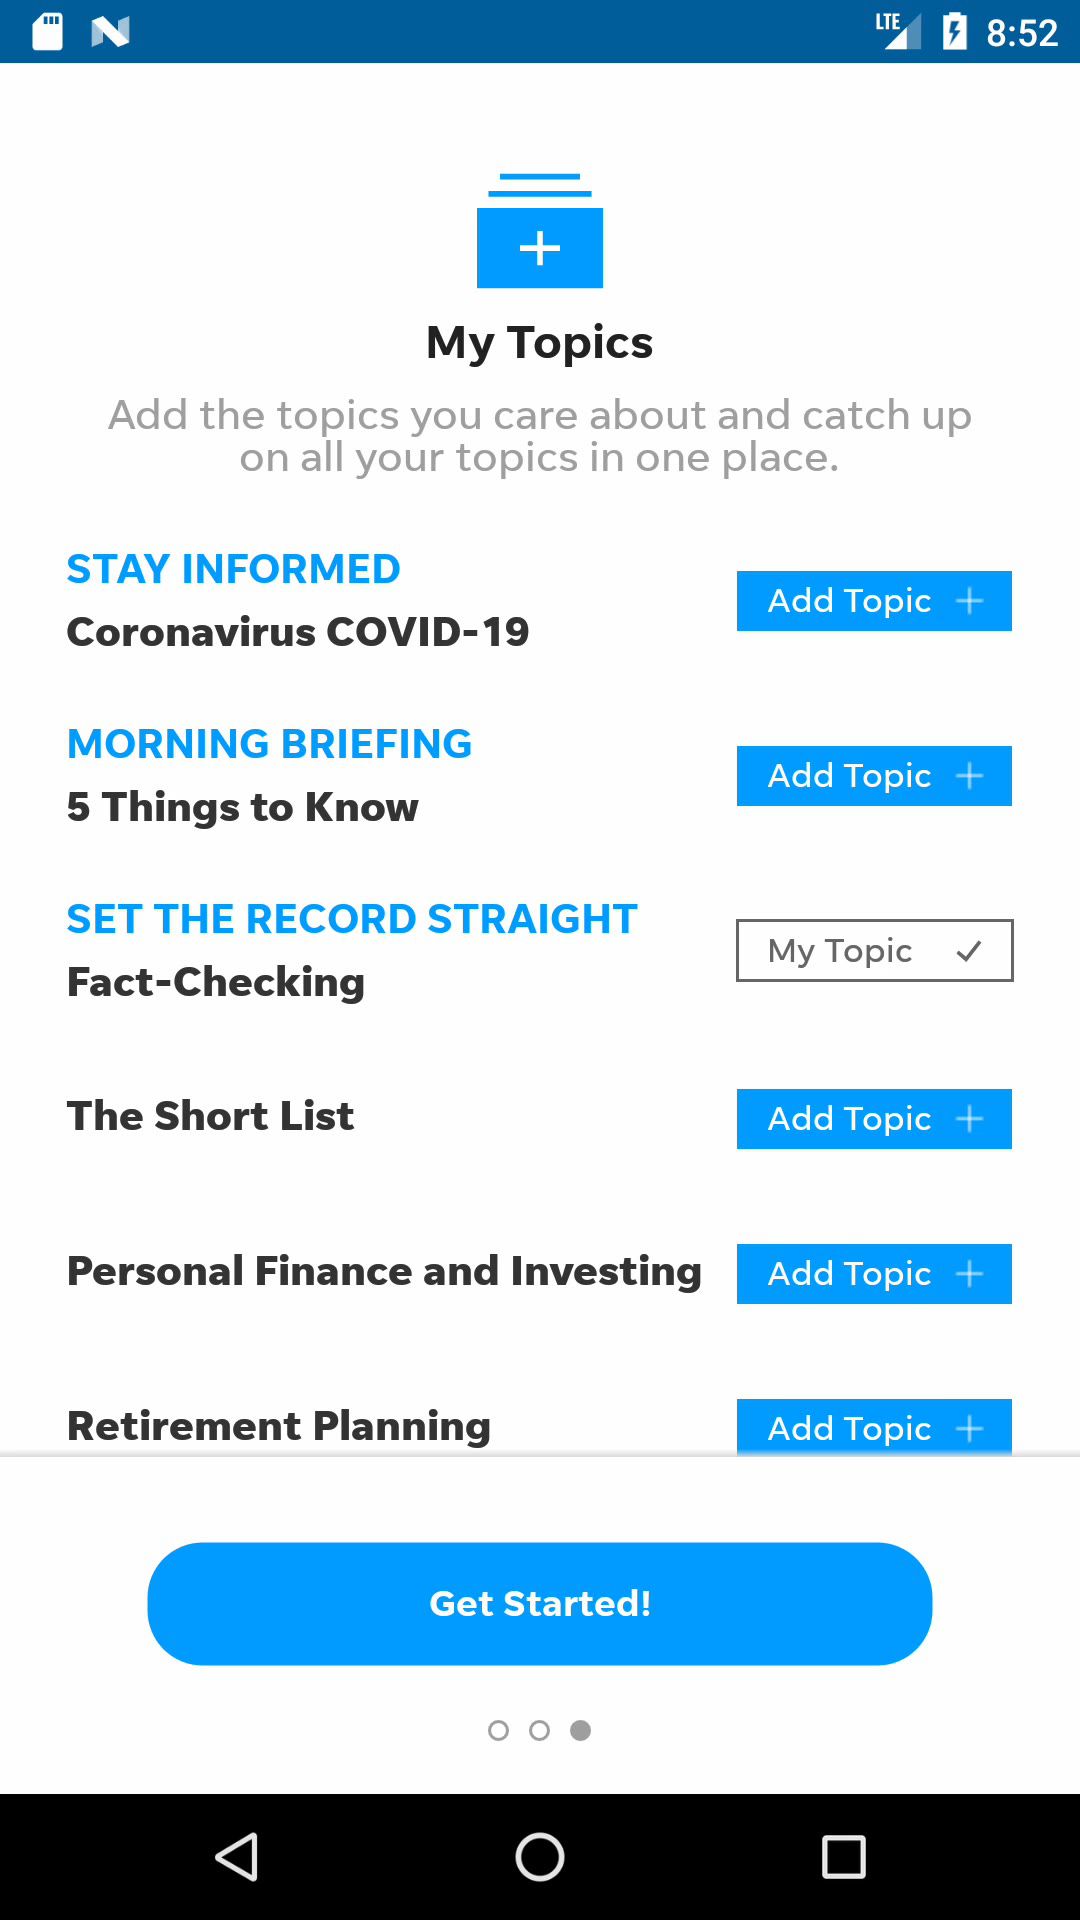 LTE 8:52
My Topics
Add the topics you care about and catch up
on all your topics in one place.
STAY INFORMED
Coronavirus COVID-19
Add Topic
MORNING BRIEFING
5 Things to Know
Add Topic
SET THE RECORD STRAIGHT
Fact-Checking
My Topic
The Short List
Add Topic
Personal Finance and Investing
Add Topic
Retirement Planning
Add Topic
Get Started!